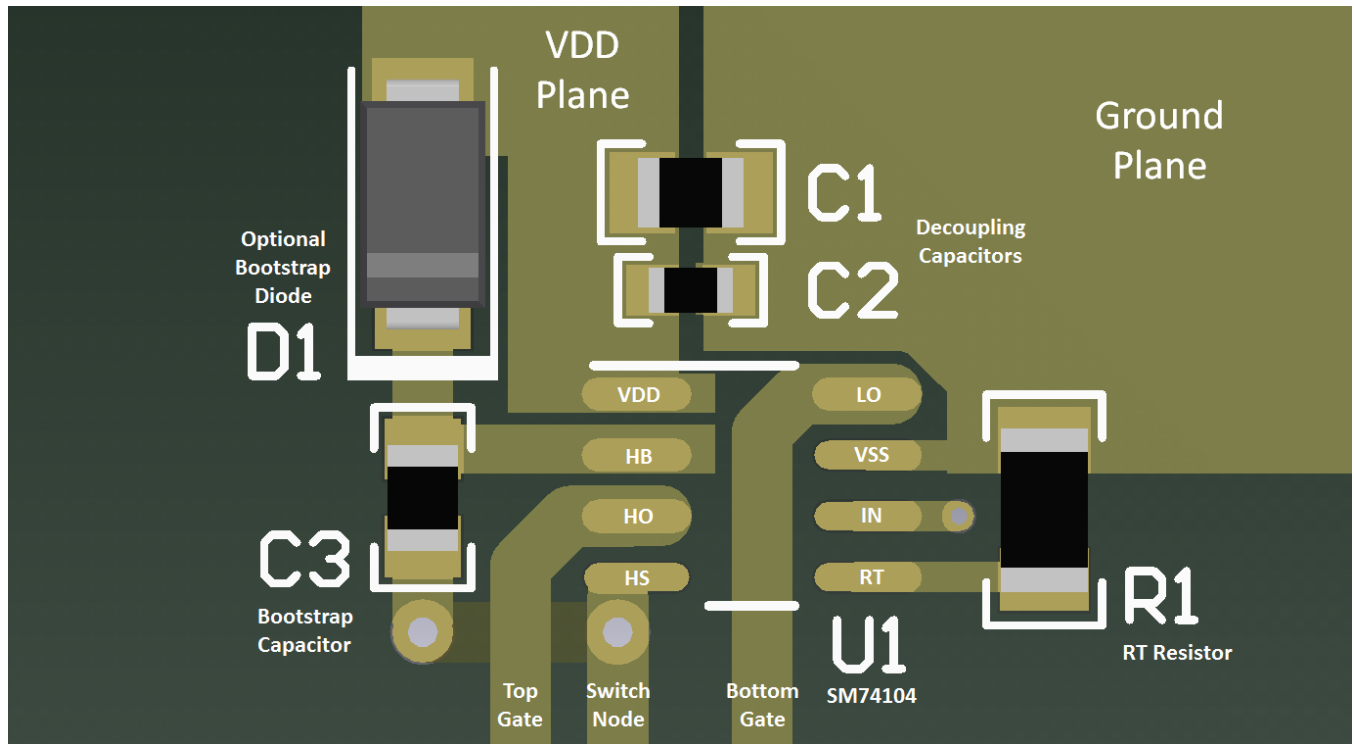 VDD
Plane
Ground
Plane
C1
Decoupling
Capacitors
C2
Optional
Bootstrap
Diode
D1
VDD
LO
HB
VSS
HO
IN
HS
RT
C3
Bootstrap
Capacitor
R1
RT Resistor
U1
SM74104
Top
Gate
Switch
Node
Bottom
Gate